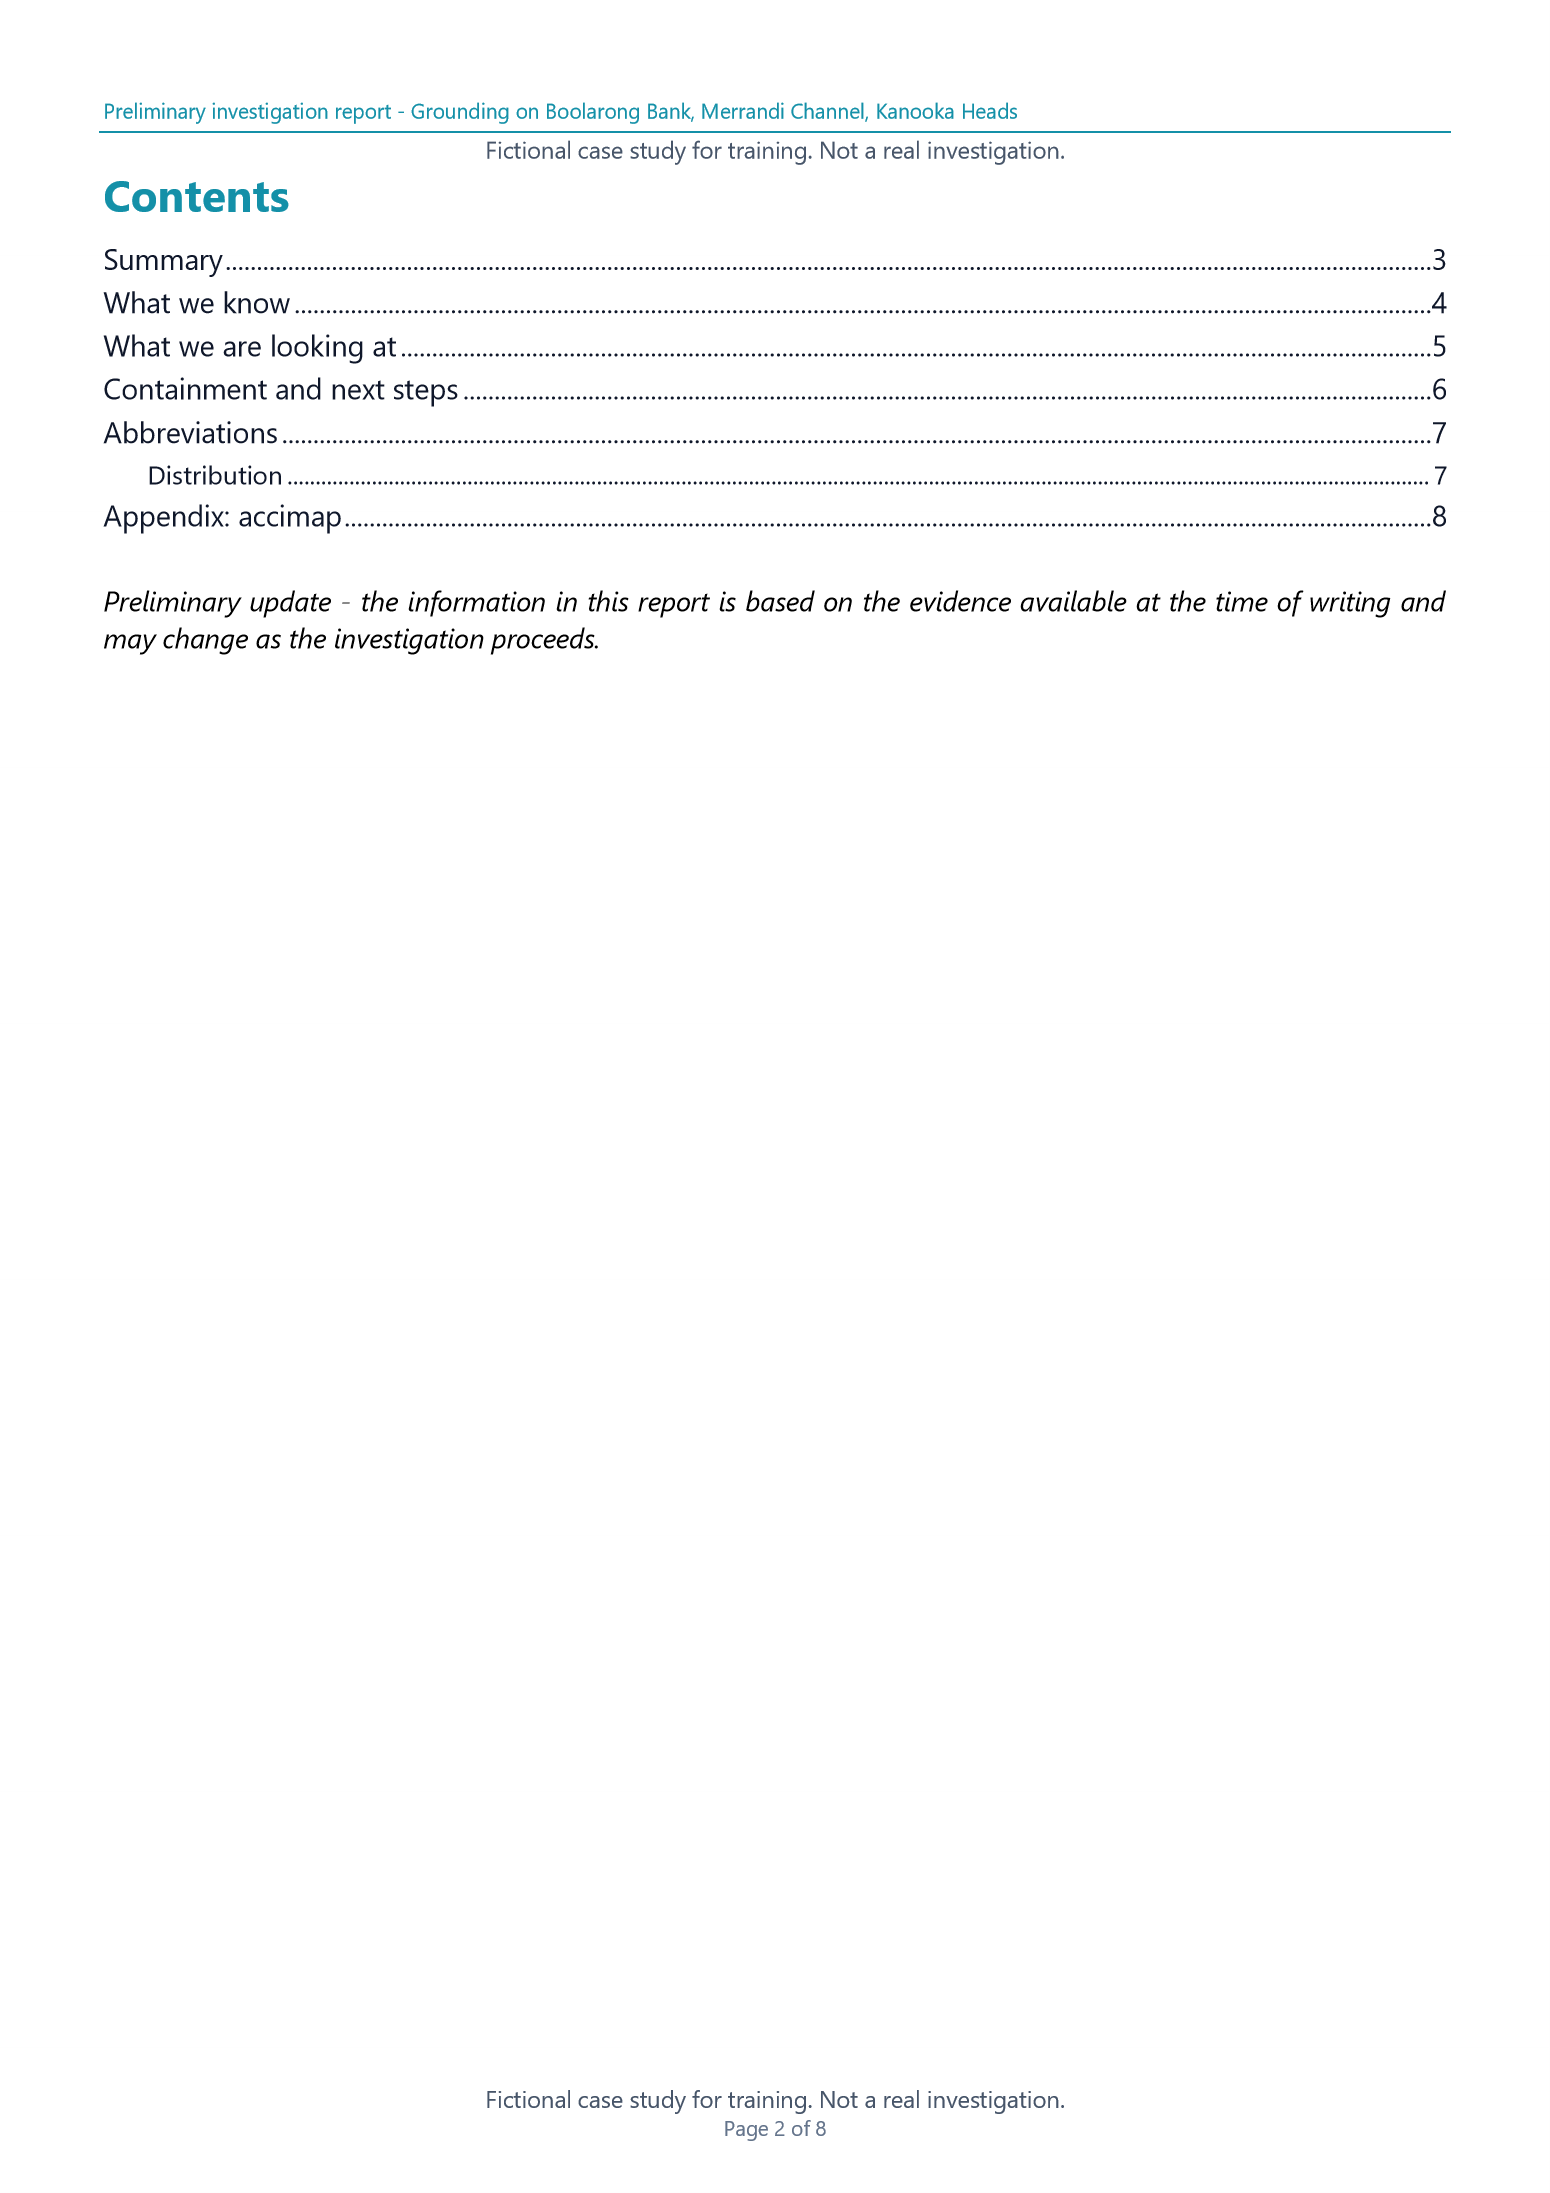 Preliminary investigation report - Grounding on Boolarong Bank, Merrandi Channel, Kanooka Heads
Fictional case study for training. Not a real investigation.
Contents
Summary 3
What we know 4
What we are looking at 5
Containment and next steps 6
Abbreviations 7
Distribution 7
Appendix: accimap 8
Preliminary update - the information in this report is based on the evidence available at the time of writing and
may change as the investigation proceeds.
Fictional case study for training. Not a real investigation.
Page 2 of 8